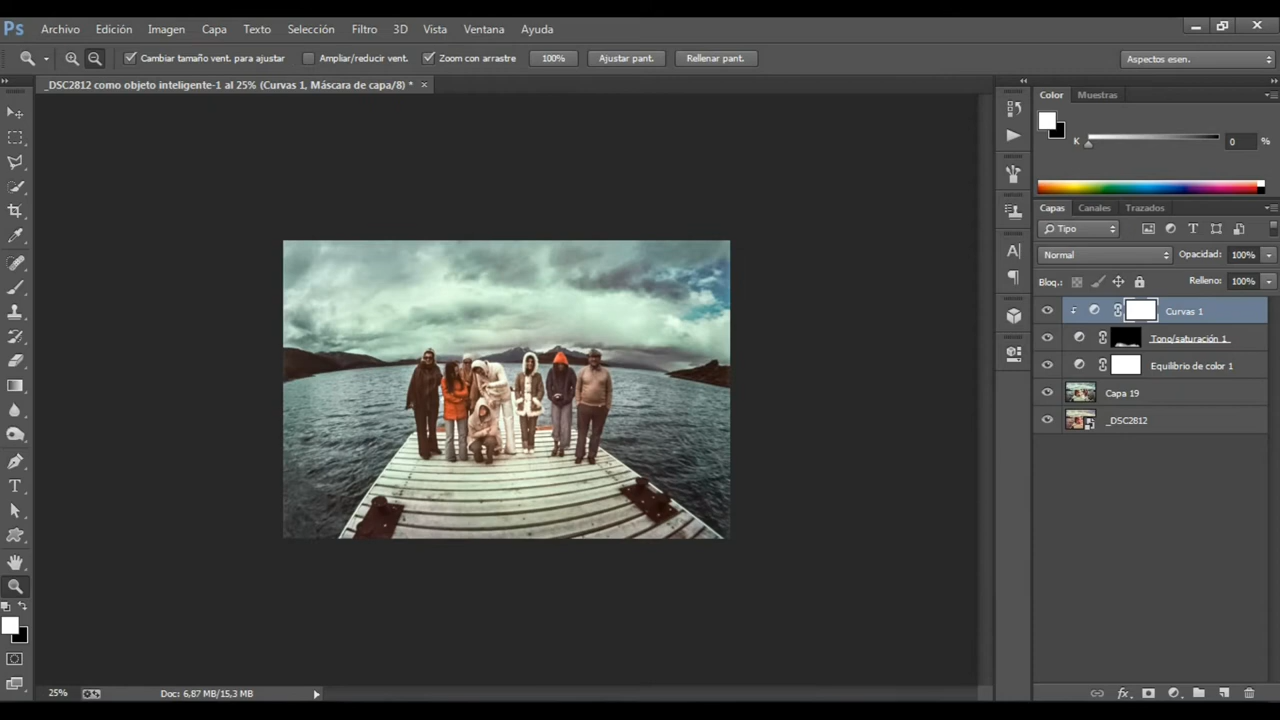 Ps Archivo Edición Imagen Capa Texto Selección Filtro 3D Vista Ventana Ayuda
Cambiar tamaño vent. para ajustar Ampliar/reducir vent. Zoom con arrastre 100% Ajustar pant. Rellenar pant. Aspectos esen.
_DSC2812 como objeto inteligente-1 al 25% (Curvas 1, Máscara de capa/8) *
Color Muestras
K 0 %
Capas Canales Trazados
Tipo
Normal Opacidad: 100%
Bloq.: Relleno: 100%
Curvas 1
Tono/saturación 1
Equilibrio de color 1
Capa 19
_DSC2812
25% Doc: 6,87 MB/15,3 MB